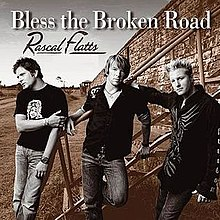 Bless the Broken Road
Rascal Flatts